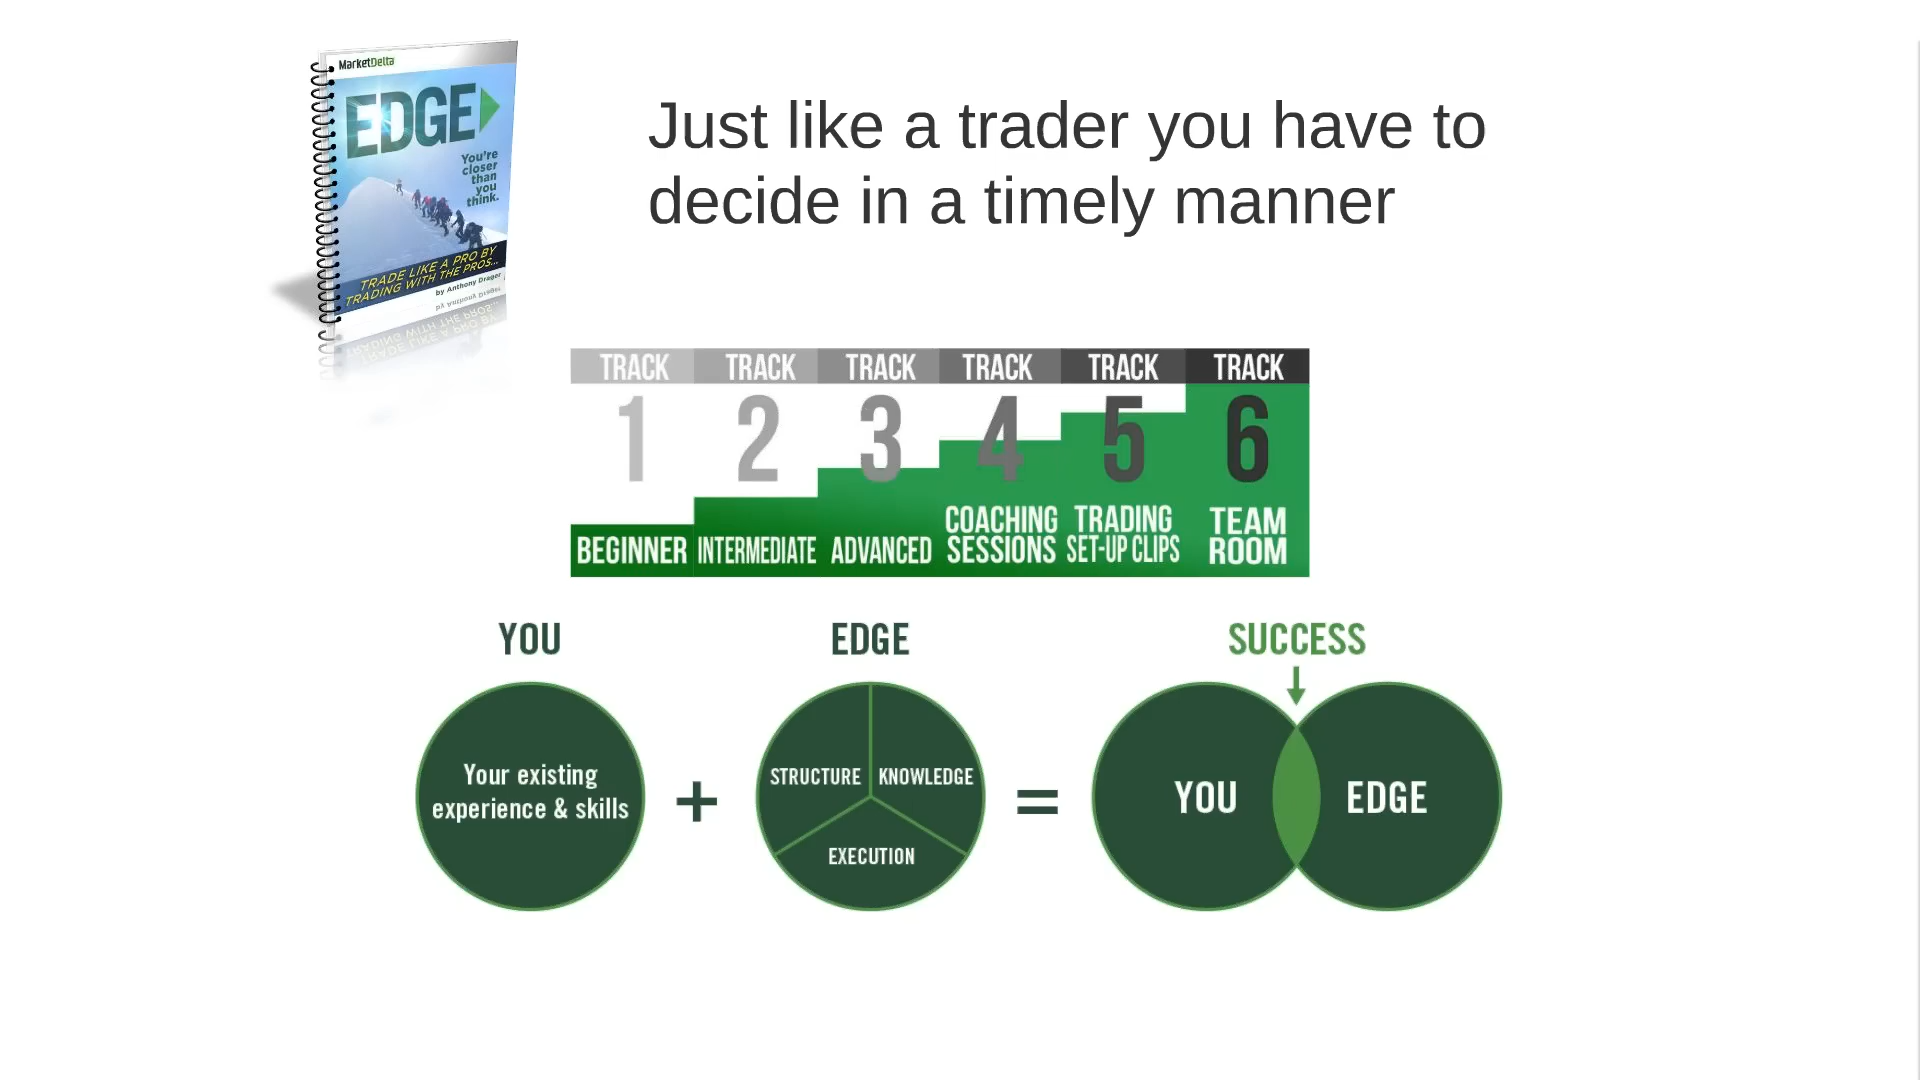 MarketDelta
EDGE
You're
closer
than
you
think.
TRADE LIKE A PRO BY
TRADING WITH THE PROS...
by Anthony Drager
Just like a trader you have to
decide in a timely manner
TRACK TRACK TRACK TRACK TRACK TRACK
1 2 3 4 5 6
BEGINNER INTERMEDIATE ADVANCED COACHING SESSIONS TRADING SET-UP CLIPS TEAM ROOM
YOU EDGE SUCCESS
Your existing
experience & skills
+
STRUCTURE KNOWLEDGE
EXECUTION
=
YOU EDGE